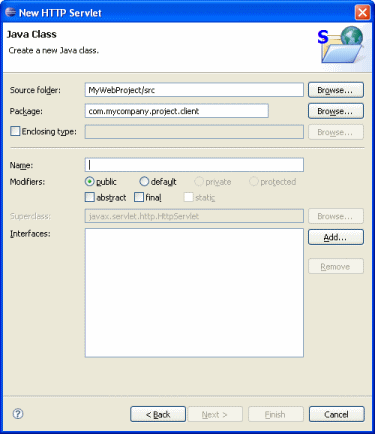 New HTTP Servlet
Java Class
Create a new Java class.
S
Source folder: MyWebProject/src Browse...
Package: com.mycompany.project.client Browse...
Enclosing type: Browse...
Name:
Modifiers: public default private protected
abstract final static
Superclass: javax.servlet.http.HttpServlet Browse...
Interfaces: Add...
Remove
? < Back Next > Finish Cancel